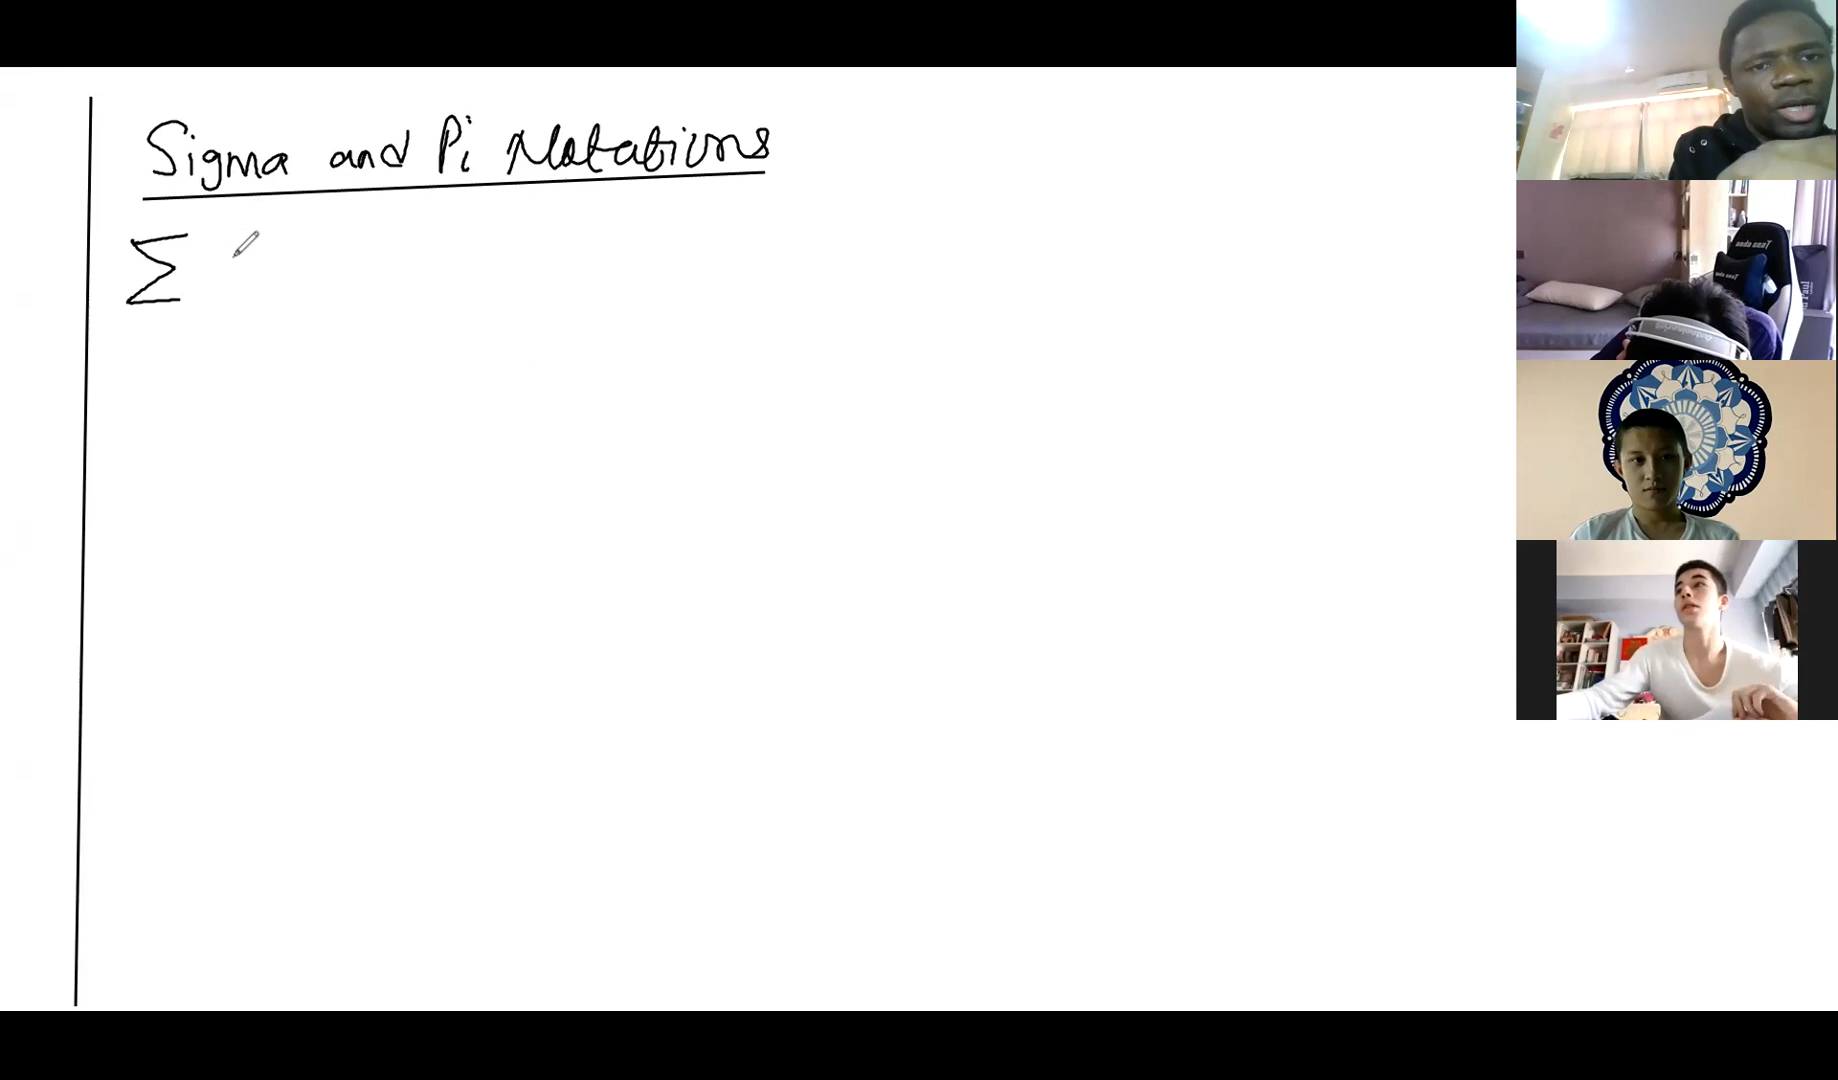 Sigma and Pi Notations
Σ